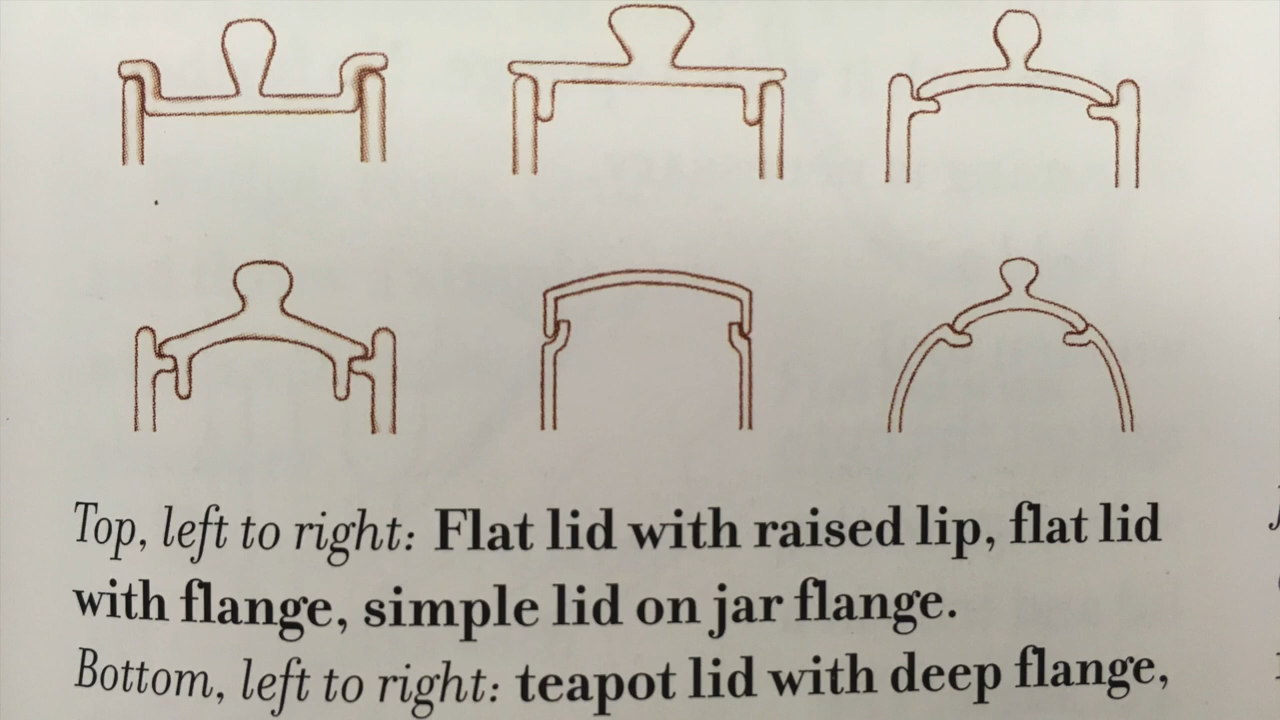 Top, left to right: Flat lid with raised lip, flat lid
with flange, simple lid on jar flange.
Bottom, left to right: teapot lid with deep flange,